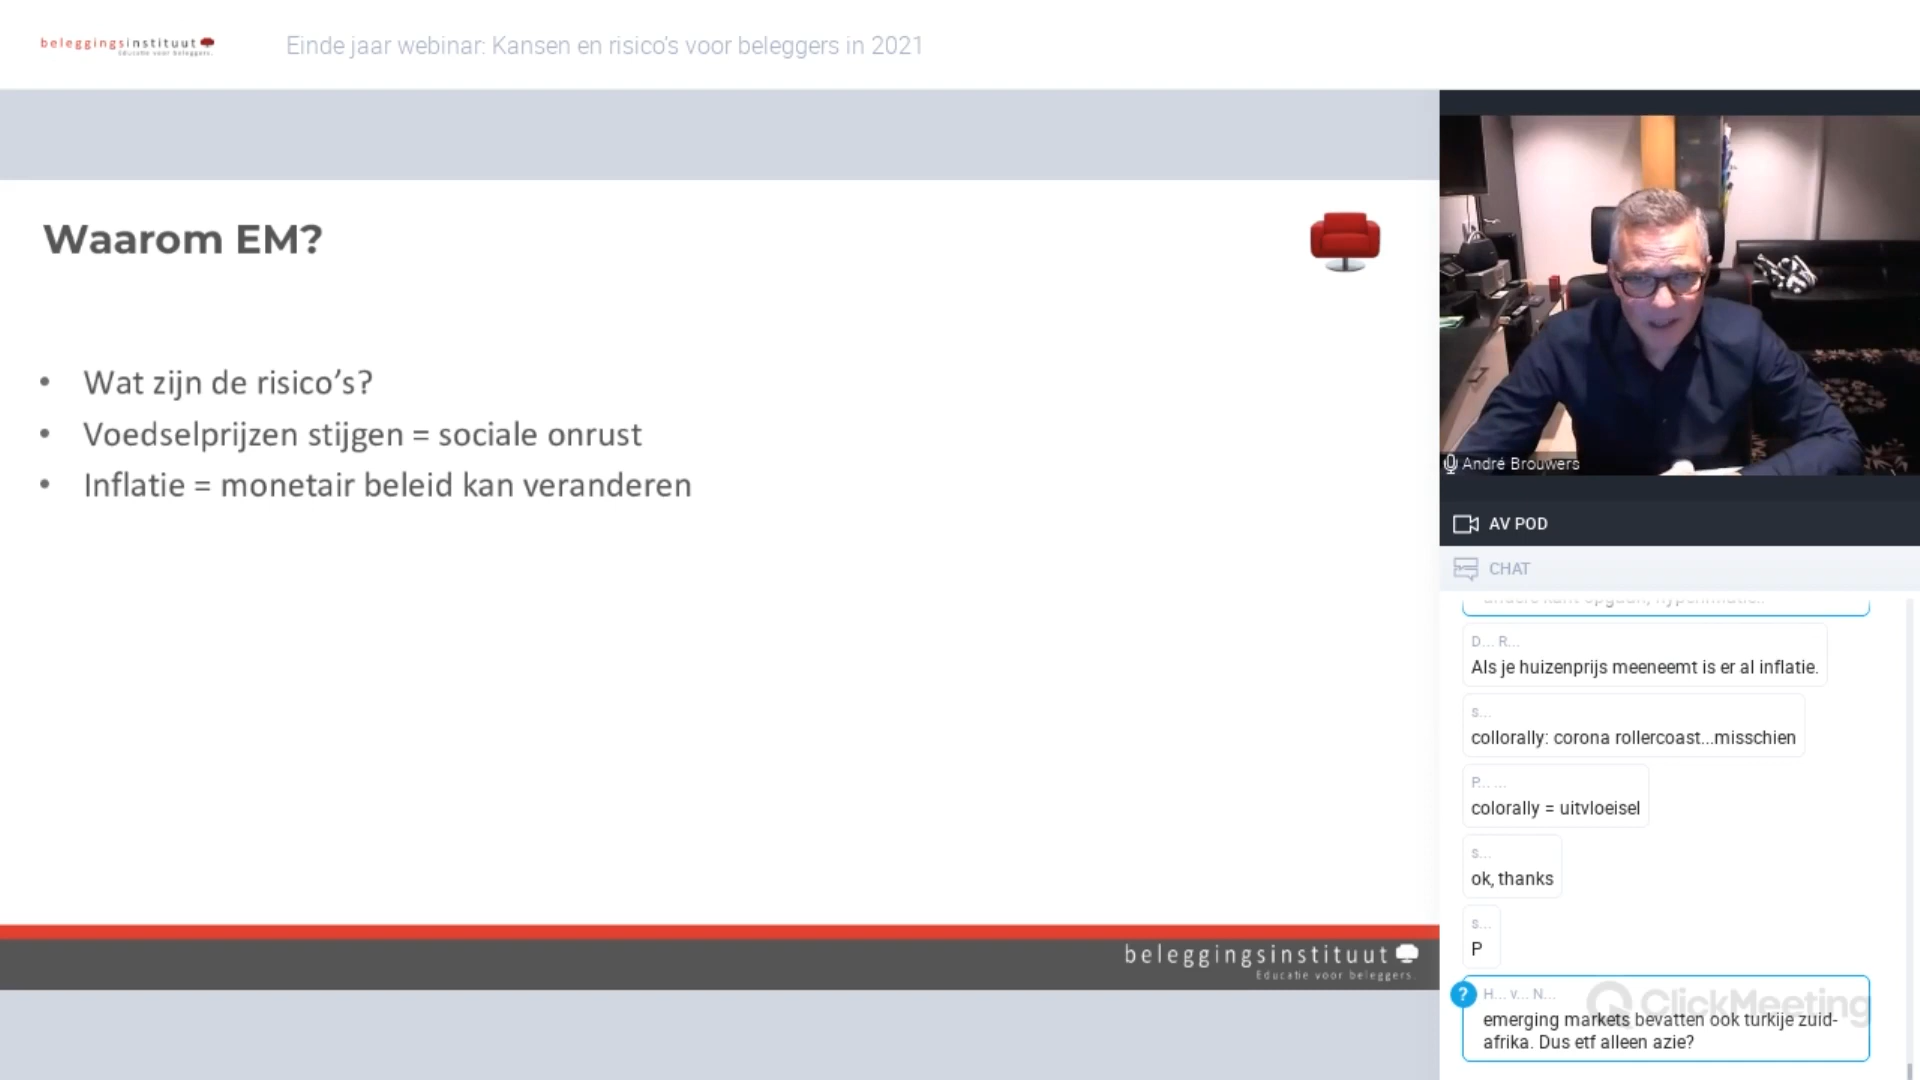 beleggingsinstituut
Educatie voor beleggers.
Einde jaar webinar: Kansen en risico's voor beleggers in 2021
Waarom EM?
• Wat zijn de risico's?
• Voedselprijzen stijgen = sociale onrust
• Inflatie = monetair beleid kan veranderen
beleggingsinstituut
Educatie voor beleggers.
André Brouwers
AV POD
CHAT
D... R...
Als je huizenprijs meeneemt is er al inflatie.
s...
collorally: corona rollercoast...misschien
P... ...
colorally = uitvloeisel
s...
ok, thanks
s...
P
? H... v... N...
ClickMeeting
emerging markets bevatten ook turkije zuid-
afrika. Dus etf alleen azie?